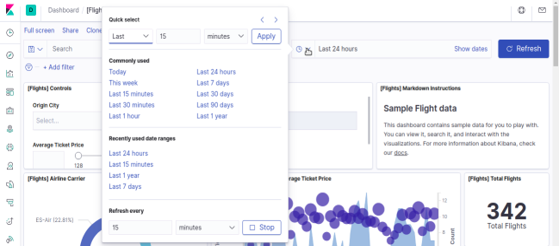 D Dashboard / [Flig
Full screen Share Clone
Search
Last 24 hours
Show dates
Refresh
+ Add filter
Quick select
Last 15 minutes Apply
Commonly used
Today Last 24 hours
This week Last 7 days
Last 15 minutes Last 30 days
Last 30 minutes Last 90 days
Last 1 hour Last 1 year
Recently used date ranges
Last 24 hours
Last 15 minutes
Last 1 year
Last 7 days
Refresh every
15 minutes Stop
[Flights] Controls
Origin City
Select...
Average Ticket Price
128
[Flights] Markdown Instructions
Sample Flight data
This dashboard contains sample data for you to play with.
You can view it, search it, and interact with the
visualizations. For more information about Kibana, check
our docs.
[Flights] Airline Carrier
ES-Air (22.81%)
erage Ticket Price
12
10
8
6
Count
[Flights] Total Flights
342
Total Flights